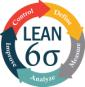 Control
Define
LEAN
6σ
Improve
Measure
Analyze